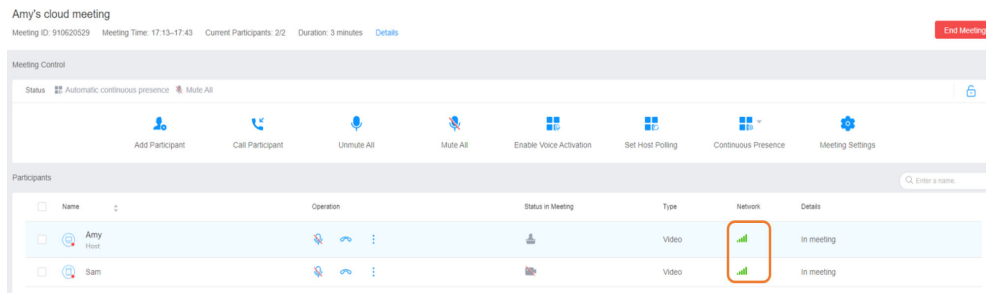 Amy's cloud meeting
Meeting ID: 910620529 Meeting Time: 17:13–17:43 Current Participants: 2/2 Duration: 3 minutes Details
End Meeting
Meeting Control
Status Automatic continuous presence Mute All
Add Participant Call Participant Unmute All Mute All Enable Voice Activation Set Host Polling Continuous Presence Meeting Settings
Participants
Enter a name.
Name Operation Status in Meeting Type Network Details
Amy
Host
Video In meeting
Sam Video In meeting